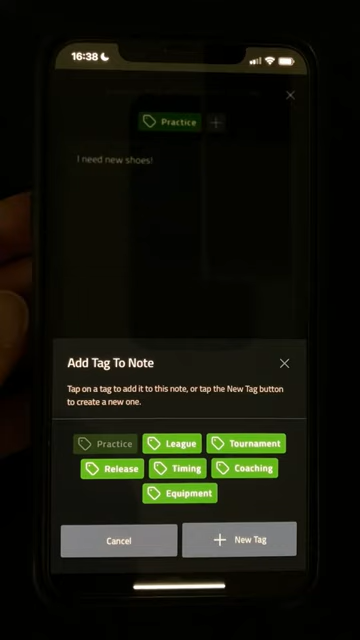 16:38
Practice
I need new shoes!
Add Tag To Note
Tap on a tag to add it to this note, or tap the New Tag button
to create a new one.
Practice League Tournament
Release Timing Coaching
Equipment
Cancel + New Tag